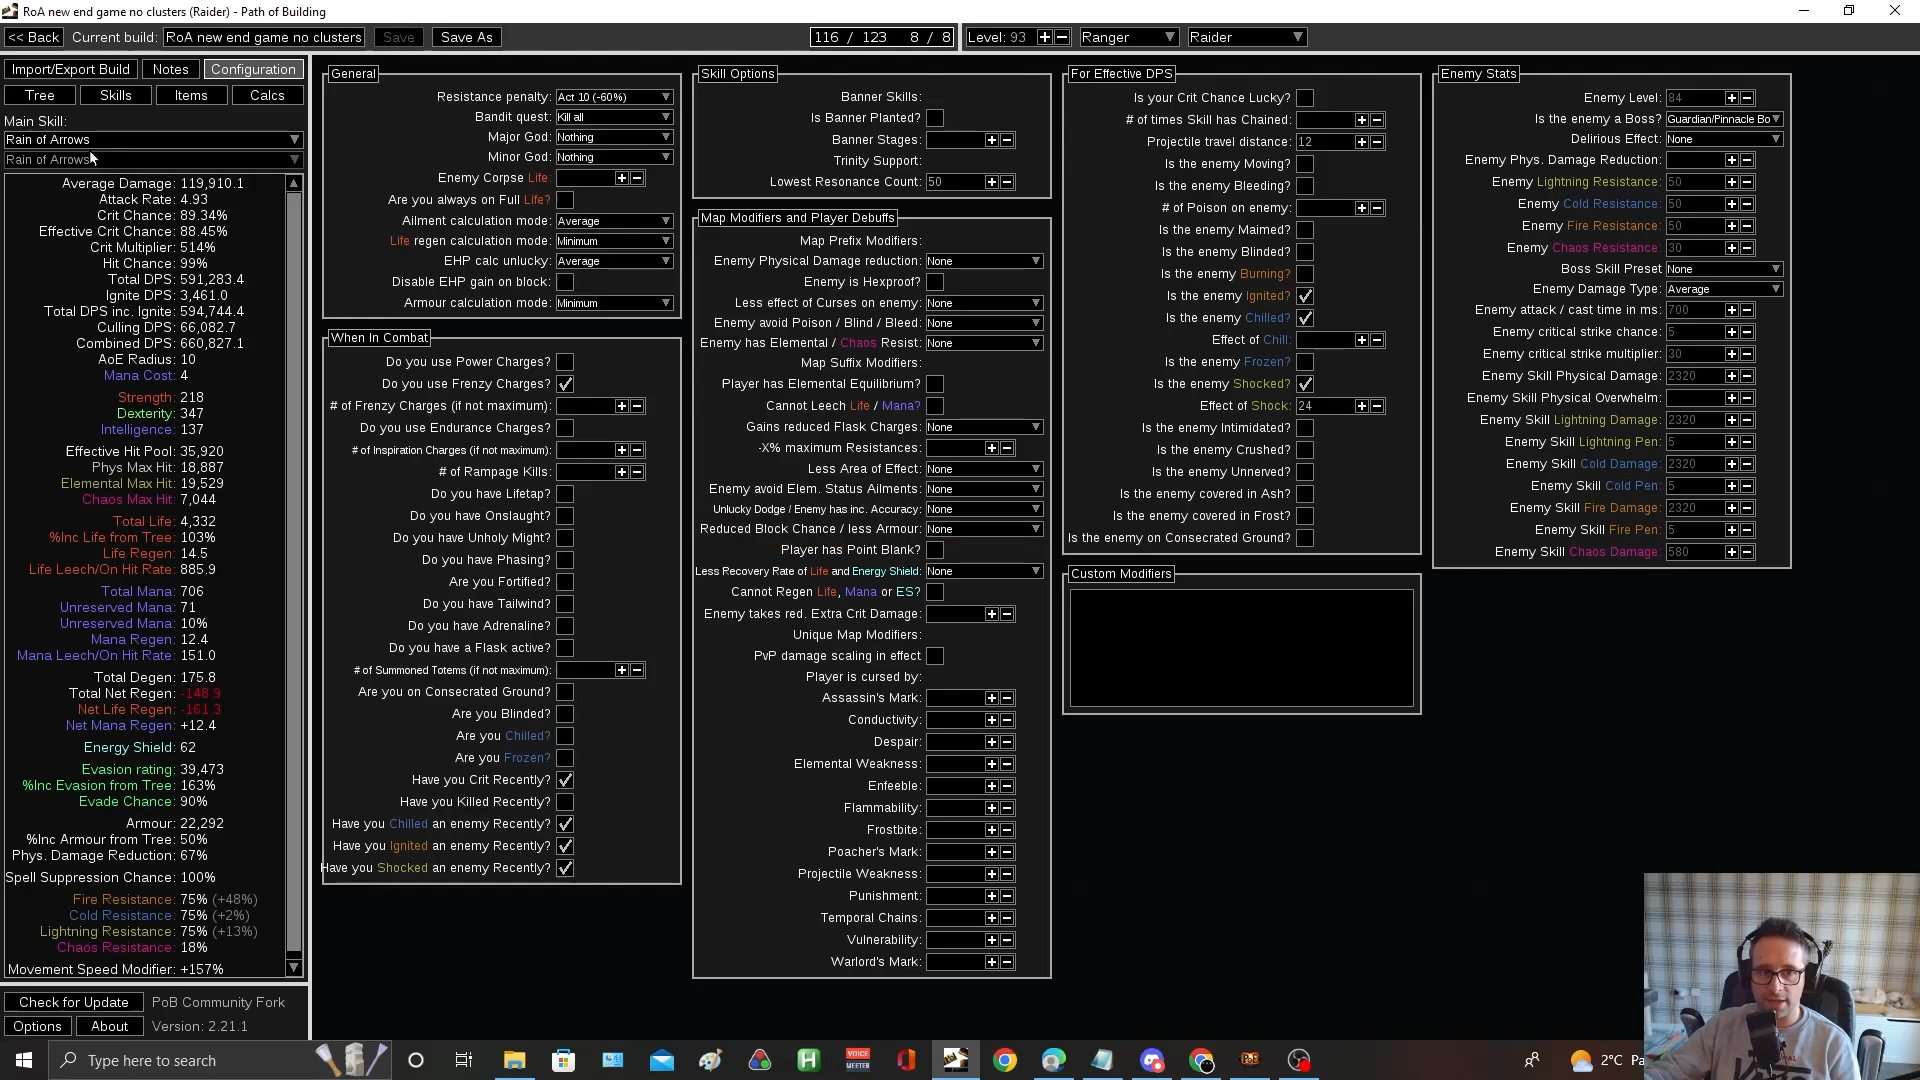 RoA new end game no clusters (Raider) - Path of Building
<< Back
Current build:
RoA new end game no clusters
Save
Save As
116 / 123   8 / 8
Level: 93
Ranger
Raider
Import/Export Build
Notes
Configuration
Tree
Skills
Items
Calcs
Main Skill:
Rain of Arrows
Rain of Arrows
Average Damage: 119,910.1
Attack Rate: 4.93
Crit Chance: 89.34%
Effective Crit Chance: 88.45%
Crit Multiplier: 514%
Hit Chance: 99%
Total DPS: 591,283.4
Ignite DPS: 3,461.0
Total DPS inc. Ignite: 594,744.4
Culling DPS: 66,082.7
Combined DPS: 660,827.1
AoE Radius: 10
Mana Cost: 4
Strength: 218
Dexterity: 347
Intelligence: 137
Effective Hit Pool: 35,920
Phys Max Hit: 18,887
Elemental Max Hit: 19,529
Chaos Max Hit: 7,044
Total Life: 4,332
%Inc Life from Tree: 103%
Life Regen: 14.5
Life Leech/On Hit Rate: 885.9
Total Mana: 706
Unreserved Mana: 71
Unreserved Mana: 10%
Mana Regen: 12.4
Mana Leech/On Hit Rate: 151.0
Total Degen: 175.8
Total Net Regen: -148.9
Net Life Regen: -161.3
Net Mana Regen: +12.4
Energy Shield: 62
Evasion rating: 39,473
%Inc Evasion from Tree: 163%
Evade Chance: 90%
Armour: 22,292
%Inc Armour from Tree: 50%
Phys. Damage Reduction: 67%
Spell Suppression Chance: 100%
Fire Resistance: 75% (+48%)
Cold Resistance: 75% (+2%)
Lightning Resistance: 75% (+13%)
Chaos Resistance: 18%
Movement Speed Modifier: +157%
Check for Update
PoB Community Fork
Options
About
Version: 2.21.1
General
Resistance penalty: Act 10 (-60%)
Bandit quest: Kill all
Major God: Nothing
Minor God: Nothing
Enemy Corpse Life:
Are you always on Full Life?
Ailment calculation mode: Average
Life regen calculation mode: Minimum
EHP calc unlucky: Average
Disable EHP gain on block:
Armour calculation mode: Minimum
When In Combat
Do you use Power Charges?
Do you use Frenzy Charges?
# of Frenzy Charges (if not maximum):
Do you use Endurance Charges?
# of Inspiration Charges (if not maximum):
# of Rampage Kills:
Do you have Lifetap?
Do you have Onslaught?
Do you have Unholy Might?
Do you have Phasing?
Are you Fortified?
Do you have Tailwind?
Do you have Adrenaline?
Do you have a Flask active?
# of Summoned Totems (if not maximum):
Are you on Consecrated Ground?
Are you Blinded?
Are you Chilled?
Are you Frozen?
Have you Crit Recently?
Have you Killed Recently?
Have you Chilled an enemy Recently?
Have you Ignited an enemy Recently?
Have you Shocked an enemy Recently?
Skill Options
Banner Skills:
Is Banner Planted?
Banner Stages:
Trinity Support:
Lowest Resonance Count: 50
Map Modifiers and Player Debuffs
Map Prefix Modifiers:
Enemy Physical Damage reduction: None
Enemy is Hexproof?
Less effect of Curses on enemy: None
Enemy avoid Poison / Blind / Bleed: None
Enemy has Elemental / Chaos Resist: None
Map Suffix Modifiers:
Player has Elemental Equilibrium?
Cannot Leech Life / Mana?
Gains reduced Flask Charges: None
-X% maximum Resistances:
Less Area of Effect: None
Enemy avoid Elem. Status Ailments: None
Unlucky Dodge / Enemy has inc. Accuracy: None
Reduced Block Chance / less Armour: None
Player has Point Blank?
Less Recovery Rate of Life and Energy Shield: None
Cannot Regen Life, Mana or ES?
Enemy takes red. Extra Crit Damage:
Unique Map Modifiers:
PvP damage scaling in effect
Player is cursed by:
Assassin's Mark:
Conductivity:
Despair:
Elemental Weakness:
Enfeeble:
Flammability:
Frostbite:
Poacher's Mark:
Projectile Weakness:
Punishment:
Temporal Chains:
Vulnerability:
Warlord's Mark:
For Effective DPS
Is your Crit Chance Lucky?
# of times Skill has Chained:
Projectile travel distance: 12
Is the enemy Moving?
Is the enemy Bleeding?
# of Poison on enemy:
Is the enemy Maimed?
Is the enemy Blinded?
Is the enemy Burning?
Is the enemy Ignited?
Is the enemy Chilled?
Effect of Chill:
Is the enemy Frozen?
Is the enemy Shocked?
Effect of Shock: 24
Is the enemy Intimidated?
Is the enemy Crushed?
Is the enemy Unnerved?
Is the enemy covered in Ash?
Is the enemy covered in Frost?
Is the enemy on Consecrated Ground?
Custom Modifiers
Enemy Stats
Enemy Level: 84
Is the enemy a Boss? Guardian/Pinnacle Bo
Delirious Effect: None
Enemy Phys. Damage Reduction:
Enemy Lightning Resistance: 50
Enemy Cold Resistance: 50
Enemy Fire Resistance: 50
Enemy Chaos Resistance: 30
Boss Skill Preset None
Enemy Damage Type: Average
Enemy attack / cast time in ms: 700
Enemy critical strike chance: 5
Enemy critical strike multiplier: 30
Enemy Skill Physical Damage: 2320
Enemy Skill Physical Overwhelm:
Enemy Skill Lightning Damage: 2320
Enemy Skill Lightning Pen: 5
Enemy Skill Cold Damage: 2320
Enemy Skill Cold Pen: 5
Enemy Skill Fire Damage: 2320
Enemy Skill Fire Pen: 5
Enemy Skill Chaos Damage: 580
Type here to search
VOICE
MEETER
2°C